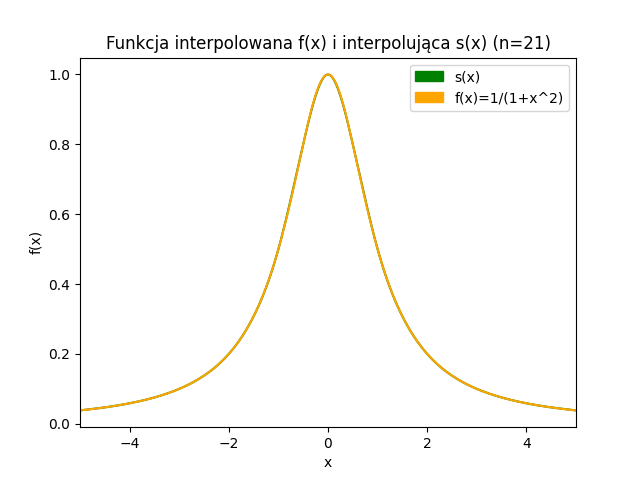 Funkcja interpolowana f(x) i interpolująca s(x) (n=21)
s(x)
f(x)=1/(1+x^2)
f(x)
1.0
0.8
0.6
0.4
0.2
0.0
−4
−2
0
2
4
x